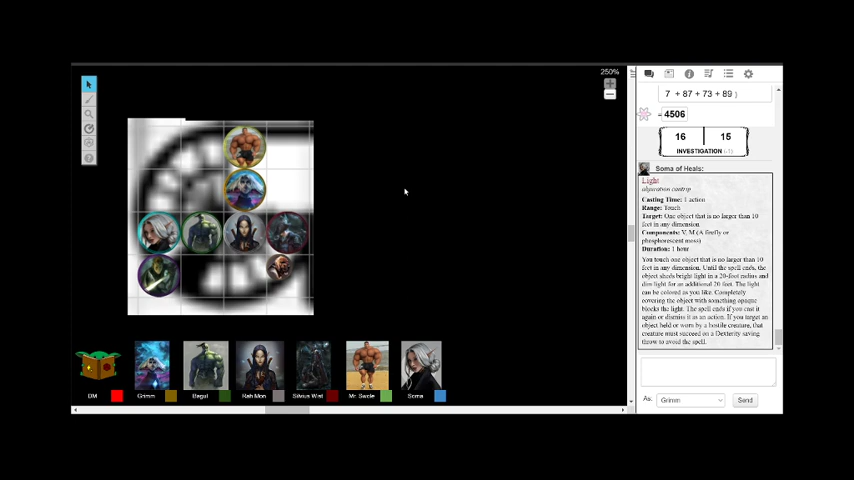 250%
7 + 87 + 73 + 89 )
= 4506
16 15
INVESTIGATION (-1)
Soma of Heals:
Light
abjuration cantrip
Casting Time: 1 action
Range: Touch
Target: One object that is no larger than 10
feet in any dimension
Components: V, M (A firefly or
phosphorescent moss)
Duration: 1 hour
You touch one object that is no larger than 10
feet in any dimension. Until the spell ends, the
object sheds bright light in a 20-foot radius and
dim light for an additional 20 feet. The light
can be colored as you like. Completely
covering the object with something opaque
blocks the light. The spell ends if you cast it
again or dismiss it as an action. If you target an
object held or worn by a hostile creature, that
creature must succeed on a Dexterity saving
throw to avoid the spell.
DM Grimm Begul Rah Mon Silvius Wist Mr. Swole Soma
As: Grimm Send